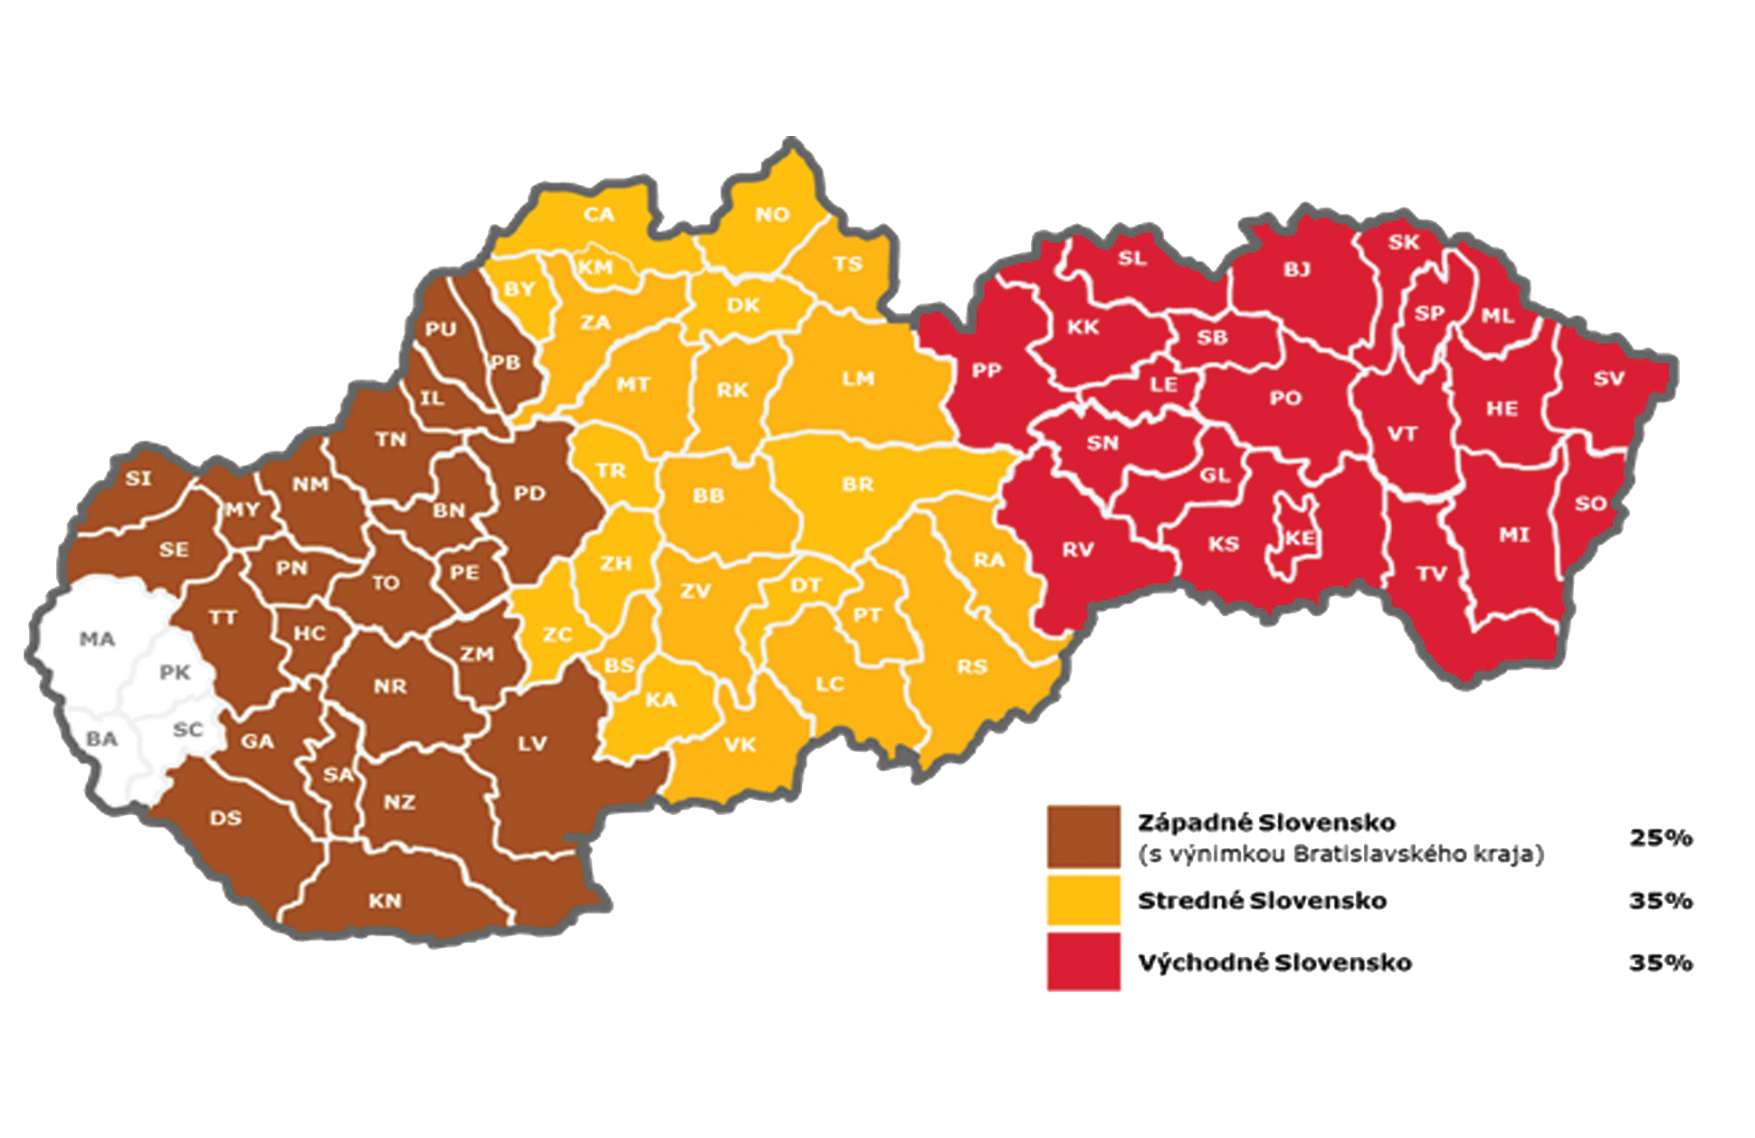 CA
NO
KM
TS
BY
DK
ZA
PU
PB
MT
RK
LM
IL
TN
SL
BJ
SK
KK
SB
SP
ML
PP
LE
PO
HE
SV
VT
SN
GL
SI
MY
NM
BN
PD
TR
BB
BR
SE
PN
TO
PE
ZH
RA
RV
KS
KE
TV
MI
SO
TT
HC
ZM
ZC
ZV
DT
PT
MA
PK
NR
BS
KA
LC
RS
BA
SC
GA
SA
NZ
LV
VK
DS
KN
Západné Slovensko 25%
(s výnimkou Bratislavského kraja)
Stredné Slovensko 35%
Východné Slovensko 35%